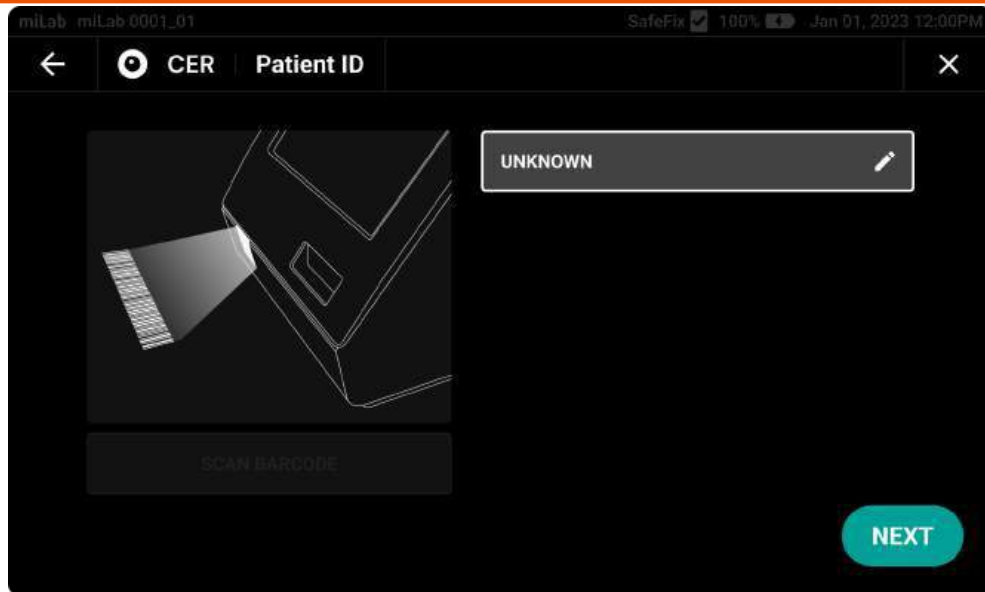 miLab miLab 0001_01 SafeFix 100% Jan 01, 2023 12:00PM
CER Patient ID
UNKNOWN
SCAN BARCODE
NEXT